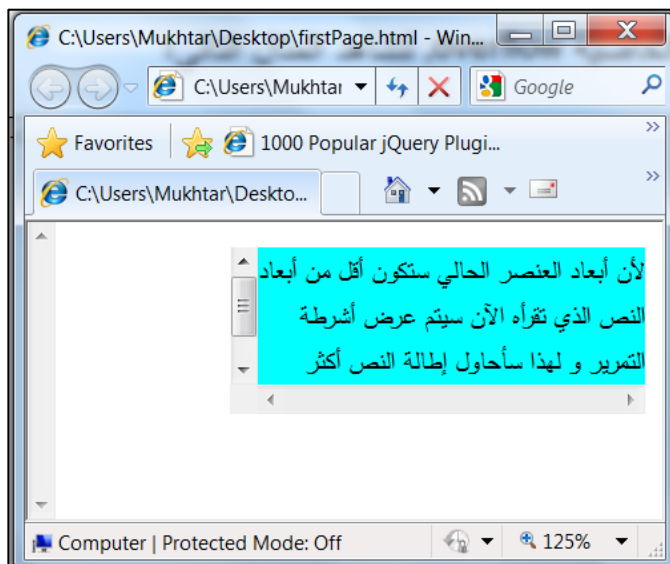 C:\Users\Mukhtar\Desktop\firstPage.html - Win...
C:\Users\Mukhtar
Google
Favorites
1000 Popular jQuery Plugi...
C:\Users\Mukhtar\Deskto...
لأن أبعاد العنصر الحالي ستكون أقل من أبعاد
النص الذي تقرأه الآن سيتم عرض أشرطة
التمرير و لهذا سأحاول إطالة النص أكثر
Computer | Protected Mode: Off
125%